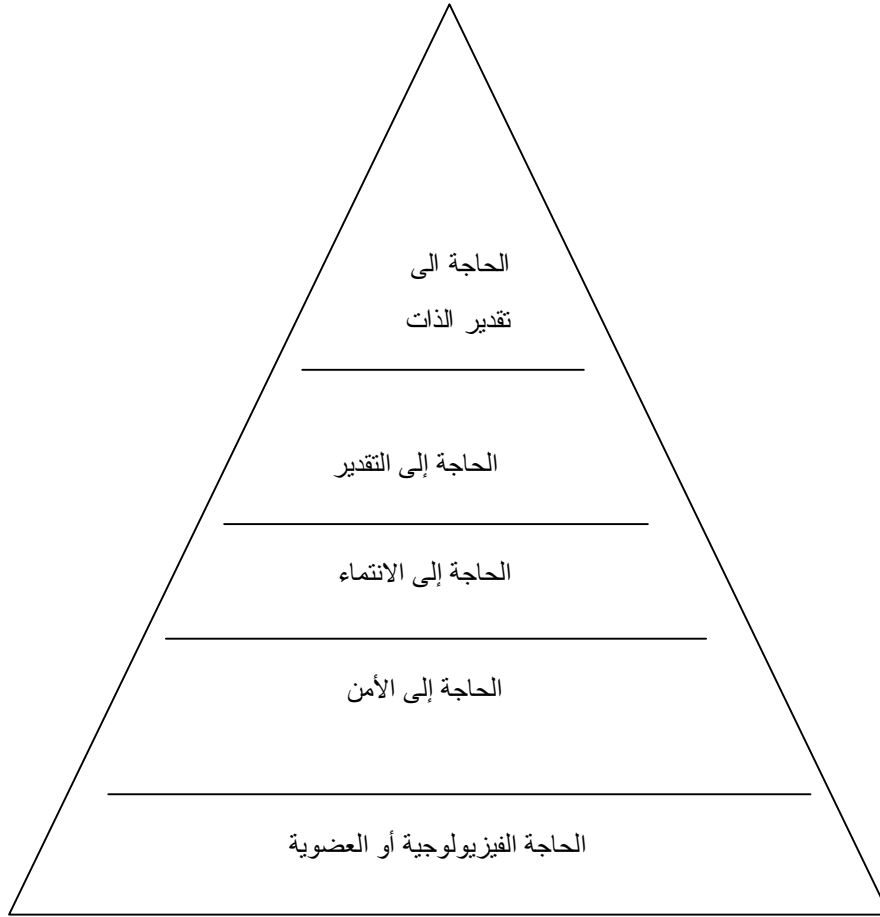 الحاجة الى
تقدير الذات
الحاجة إلى التقدير
الحاجة إلى الانتماء
الحاجة إلى الأمن
الحاجة الفيزيولوجية أو العضوية